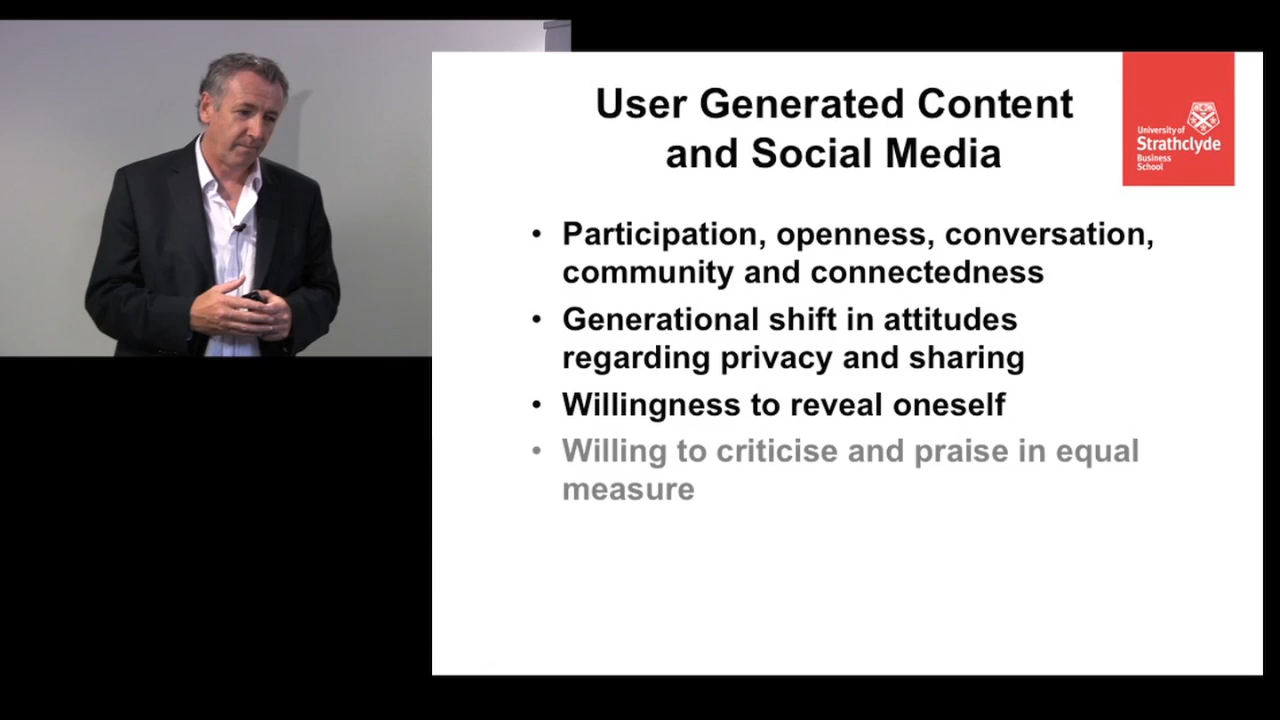 User Generated Content
and Social Media
University of
Strathclyde
Business
School
• Participation, openness, conversation,
community and connectedness
• Generational shift in attitudes
regarding privacy and sharing
• Willingness to reveal oneself
• Willing to criticise and praise in equal
measure